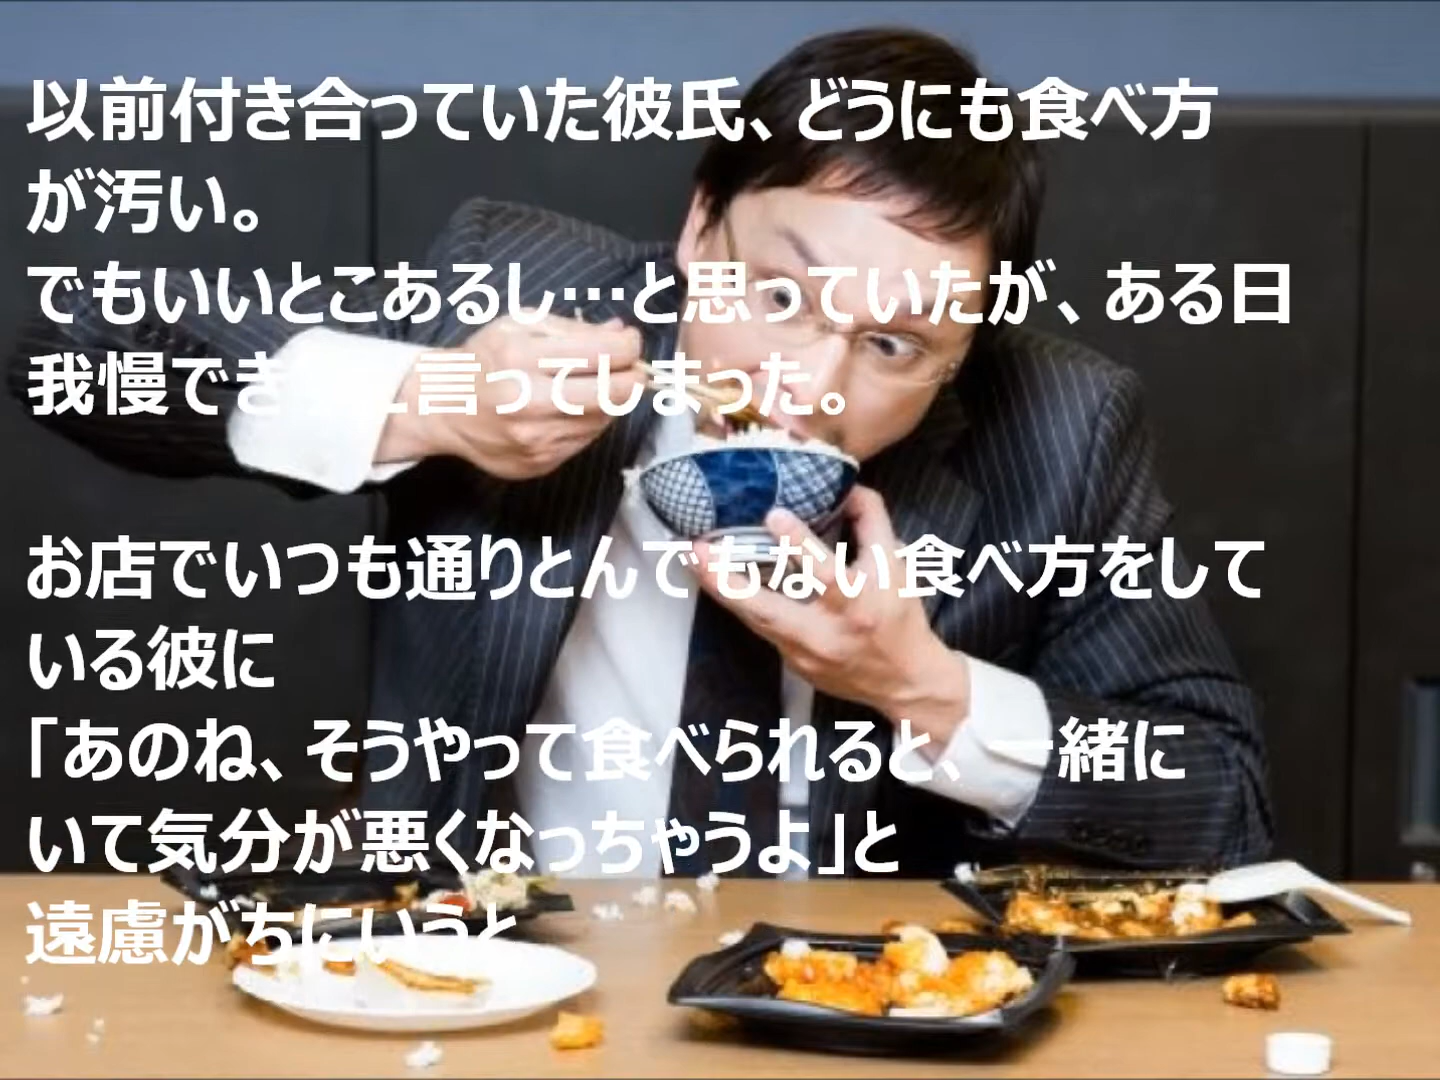 以前付き合っていた彼氏、どうにも食べ方
が汚い。
でもいいとこあるし…と思っていたが、ある日
我慢できずに言ってしまった。
お店でいつも通りとんでもない食べ方をして
いる彼に
「あのね、そうやって食べられると、一緒に
いて気分が悪くなっちゃうよ」と
遠慮がちにいうと